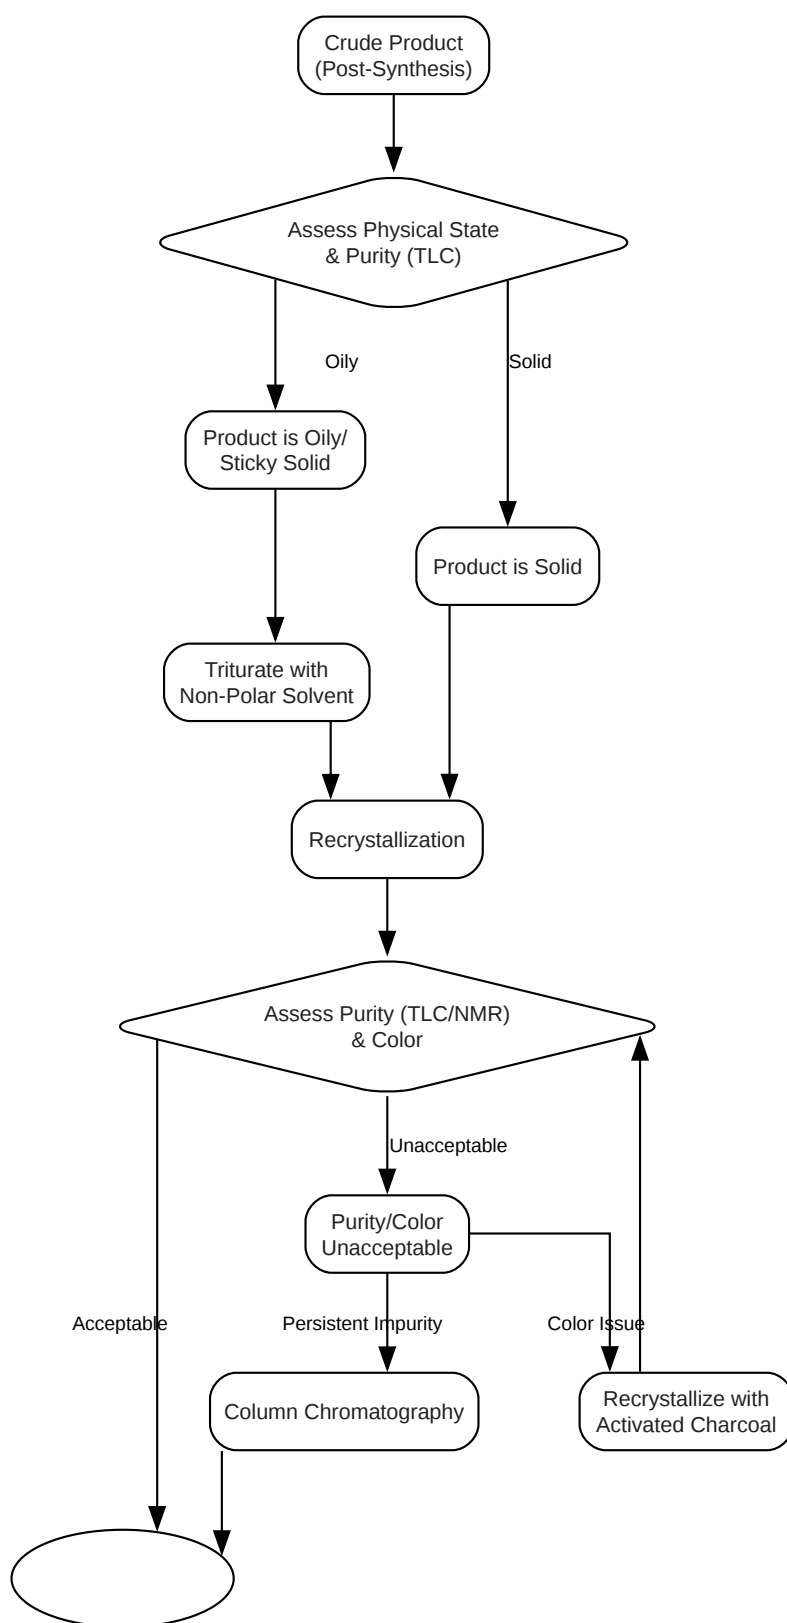 Crude Product
(Post-Synthesis)
Assess Physical State
& Purity (TLC)
Oily
Solid
Product is Oily/
Sticky Solid
Product is Solid
Triturate with
Non-Polar Solvent
Recrystallization
Assess Purity (TLC/NMR)
& Color
Unacceptable
Purity/Color
Unacceptable
Acceptable
Persistent Impurity
Color Issue
Column Chromatography
Recrystallize with
Activated Charcoal